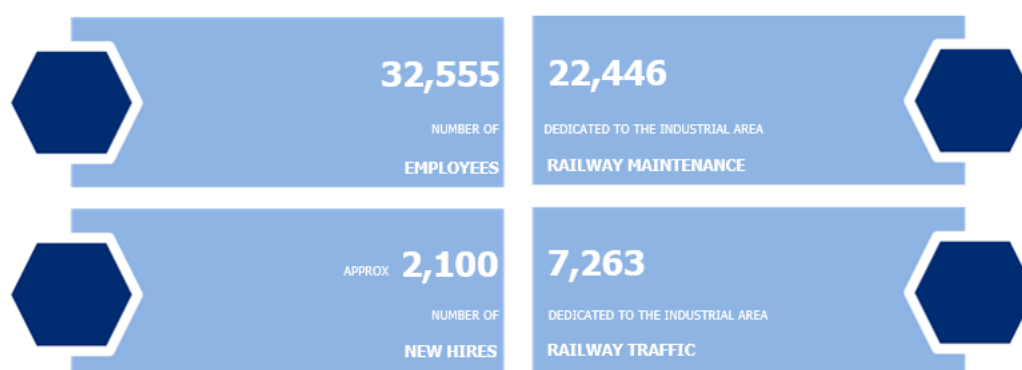 32,555
NUMBER OF
EMPLOYEES
22,446
DEDICATED TO THE INDUSTRIAL AREA
RAILWAY MAINTENANCE
APPROX 2,100
NUMBER OF
NEW HIRES
7,263
DEDICATED TO THE INDUSTRIAL AREA
RAILWAY TRAFFIC